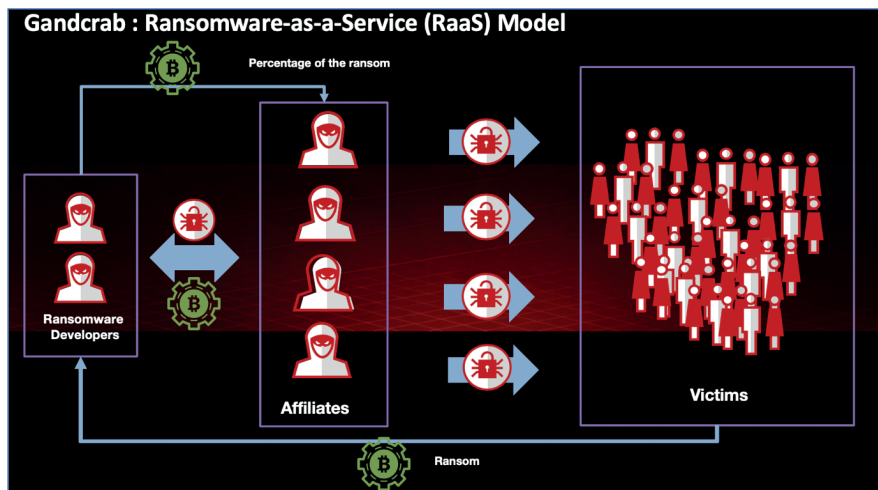 Gandcrab : Ransomware-as-a-Service (RaaS) Model
Percentage of the ransom
Ransomware
Developers
Affiliates
Victims
Ransom